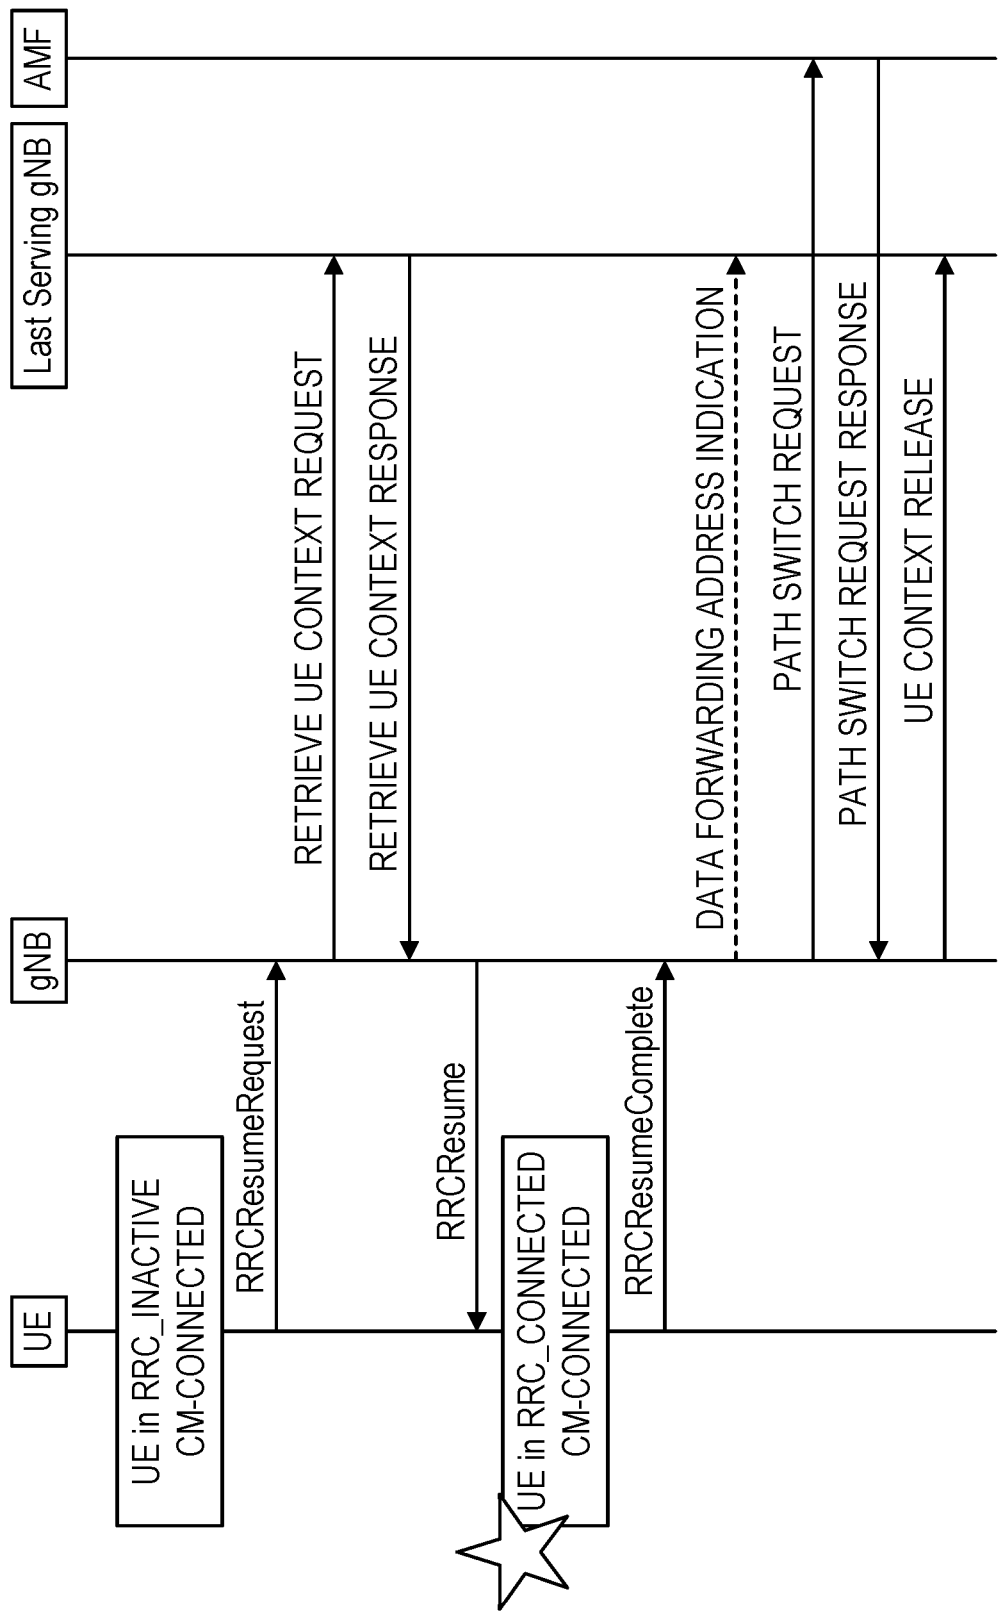 UE
gNB
Last Serving gNB
AMF
UE in RRC_INACTIVE
CM-CONNECTED
RRCResumeRequest
RETRIEVE UE CONTEXT REQUEST
RETRIEVE UE CONTEXT RESPONSE
RRCResume
UE in RRC_CONNECTED
CM-CONNECTED
RRCResumeComplete
DATA FORWARDING ADDRESS INDICATION
PATH SWITCH REQUEST
PATH SWITCH REQUEST RESPONSE
UE CONTEXT RELEASE